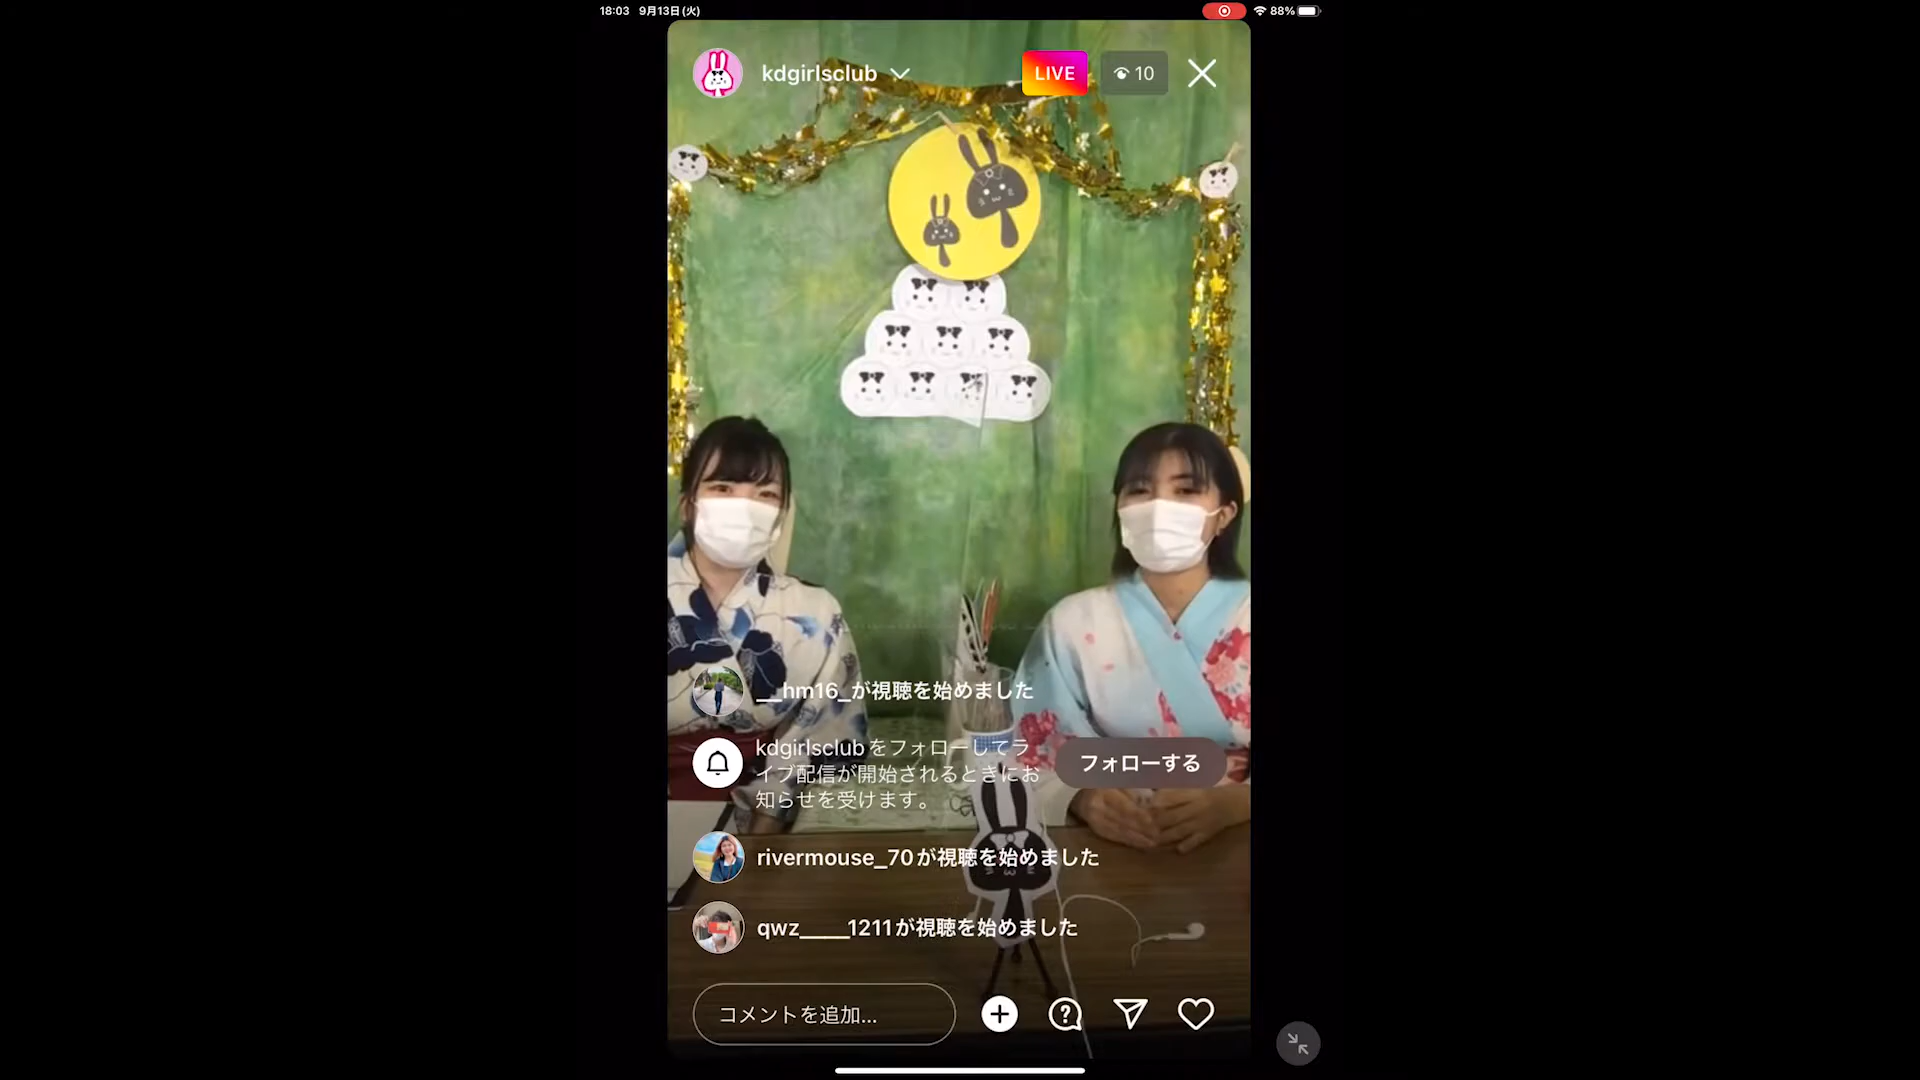 18:03 9月13日(火)
88%
kdgirlsclub
LIVE
10
__hm16_が視聴を始めました
kdgirlsclubをフォローしてラ
イブ配信が開始されるときにお
知らせを受けます。
フォローする
rivermouse_70が視聴を始めました
qwz____1211が視聴を始めました
コメントを追加...